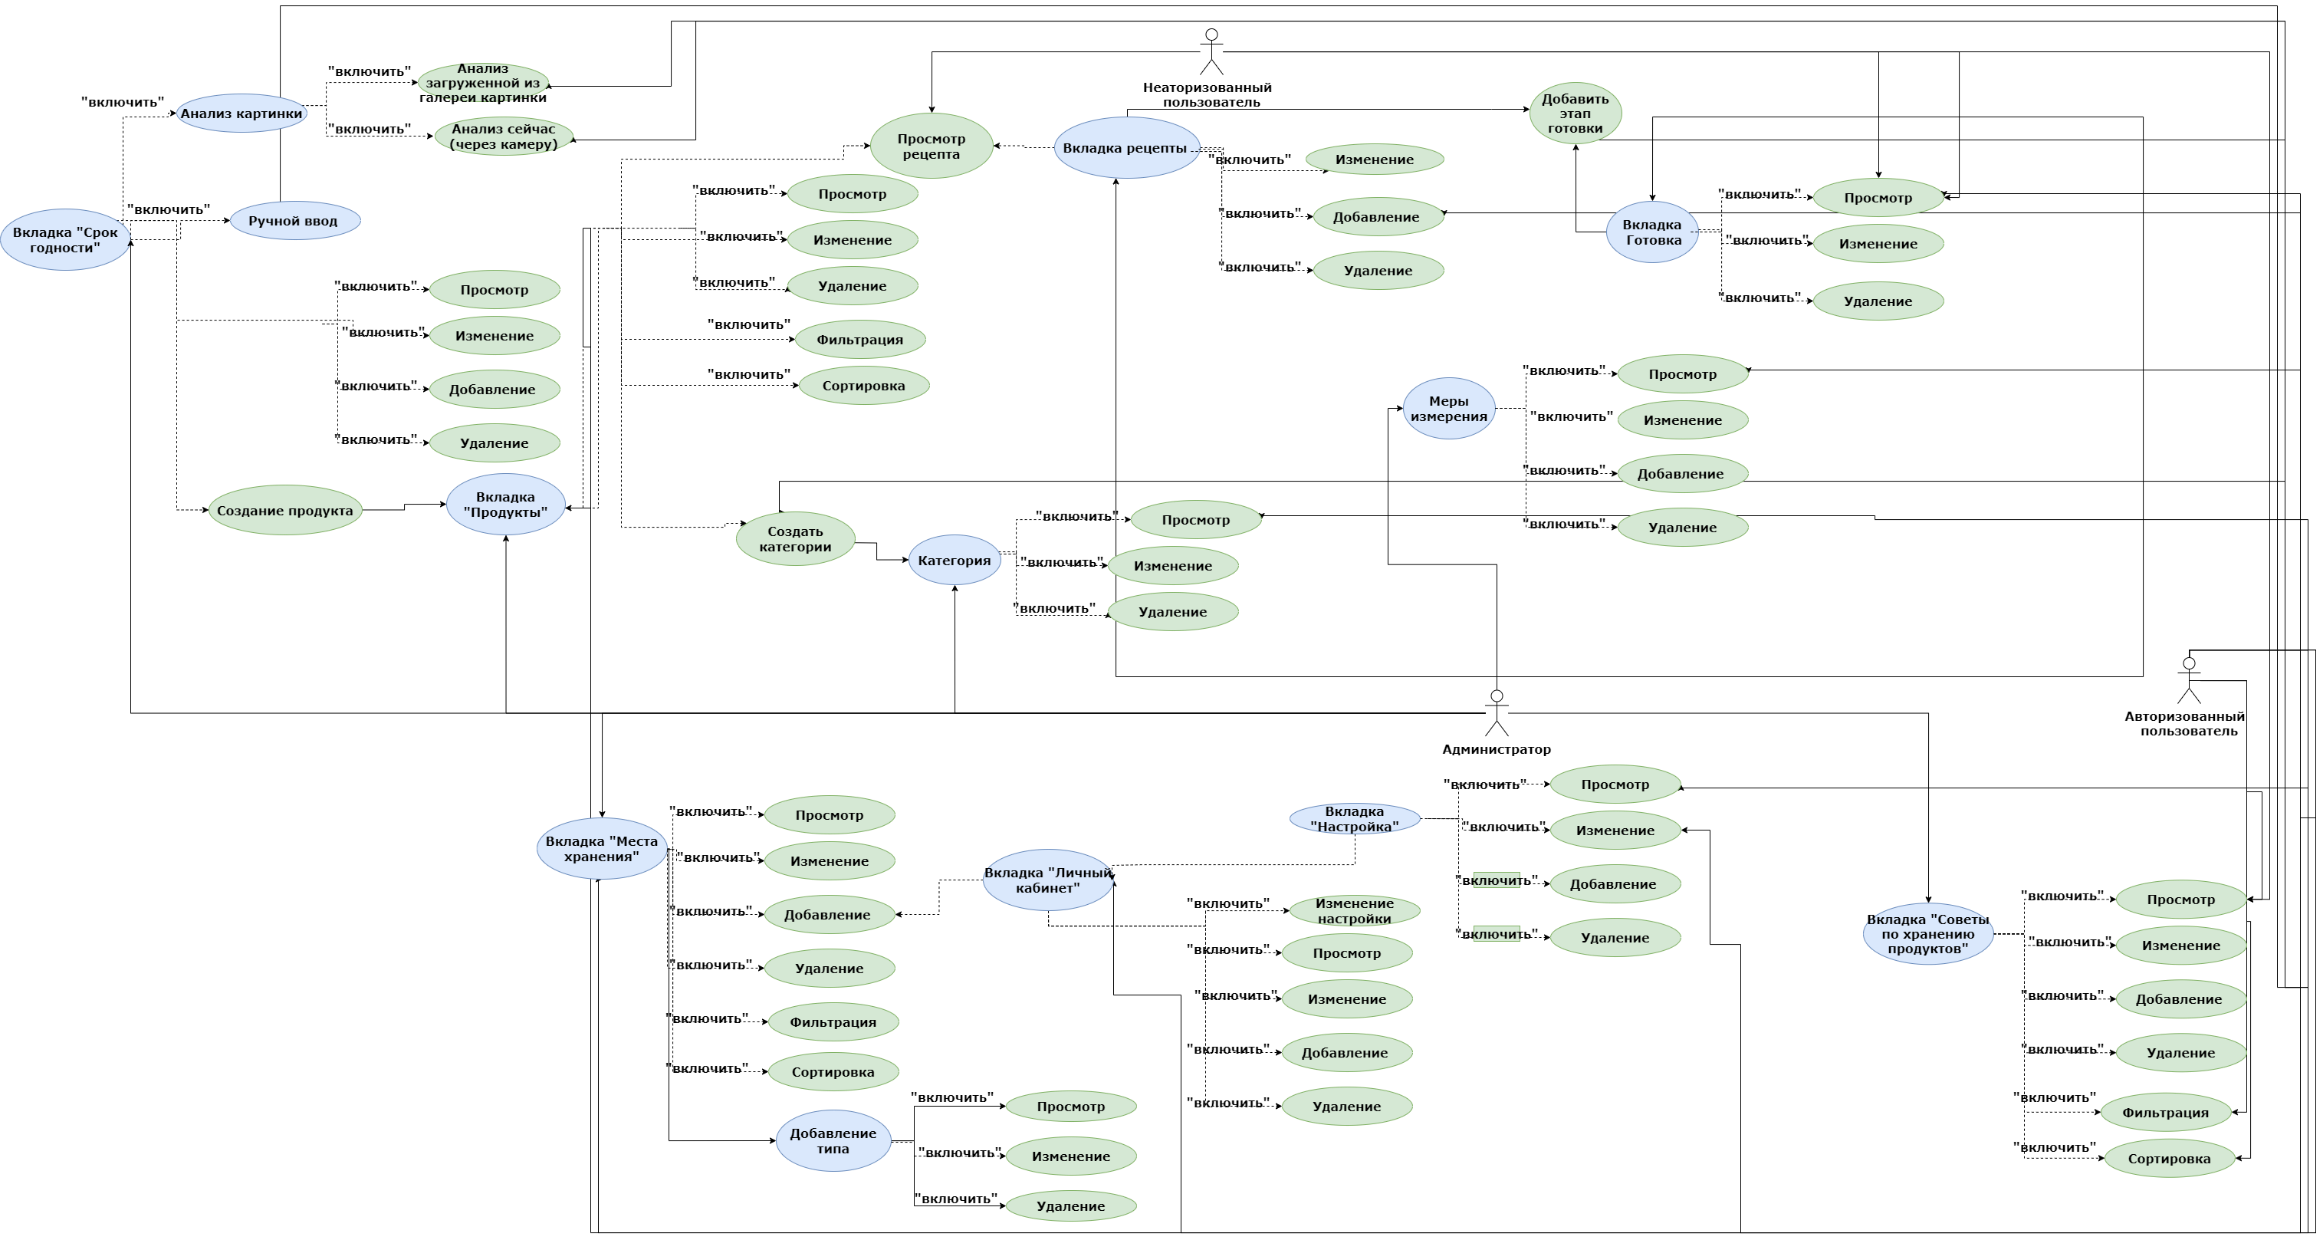 Неаторизованный
пользователь
"включить"
Анализ картинки
"включить"
Анализ
загруженной из
галереи картинки
"включить"
Анализ сейчас
(через камеру)
Вкладка "Срок
годности"
"включить"
Ручной ввод
"включить"
Просмотр
"включить"
Изменение
"включить"
Добавление
"включить"
Удаление
Создание продукта
Вкладка
"Продукты"
Просмотр
рецепта
"включить"
Просмотр
"включить"
Изменение
"включить"
Удаление
"включить"
Фильтрация
"включить"
Сортировка
Вкладка рецепты
"включить"
Изменение
"включить"
Добавление
"включить"
Удаление
Добавить
этап
готовки
Вкладка
Готовка
"включить"
Просмотр
"включить"
Изменение
"включить"
Удаление
Меры
измерения
"включить"
Просмотр
"включить"
Изменение
"включить"
Добавление
"включить"
Удаление
Создать
категории
Категория
"включить"
Просмотр
"включить"
Изменение
"включить"
Удаление
Администратор
Авторизованный
пользователь
Вкладка "Места
хранения"
"включить"
Просмотр
"включить"
Изменение
"включить"
Добавление
"включить"
Удаление
"включить"
Фильтрация
"включить"
Сортировка
Добавление
типа
"включить"
Просмотр
"включить"
Изменение
"включить"
Удаление
Вкладка "Личный
кабинет"
"включить"
Изменение
настройки
"включить"
Просмотр
"включить"
Изменение
"включить"
Добавление
"включить"
Удаление
Вкладка
"Настройка"
"включить"
Просмотр
"включить"
Изменение
"включить"
Добавление
"включить"
Удаление
Вкладка "Советы
по хранению
продуктов"
"включить"
Просмотр
"включить"
Изменение
"включить"
Добавление
"включить"
Удаление
"включить"
Фильтрация
"включить"
Сортировка